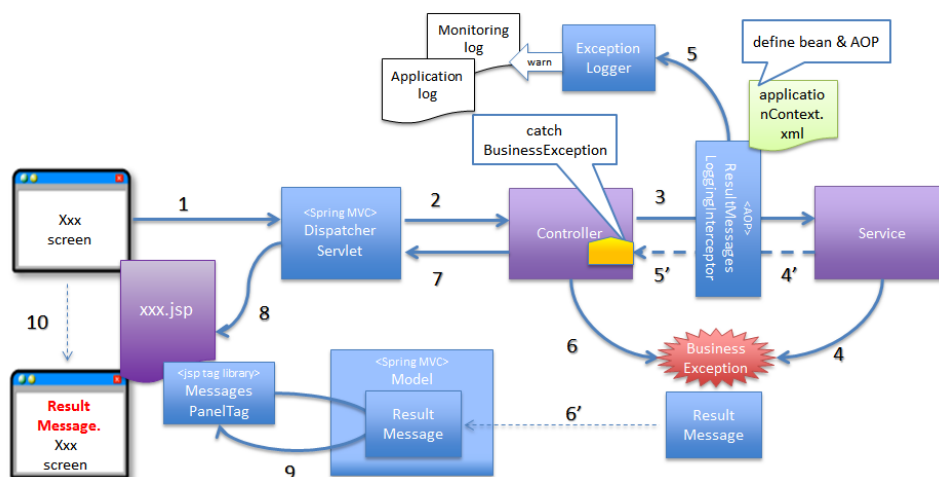 Monitoring
log
Application
log
warn
Exception
Logger
5
define bean & AOP
applicatio
nContext.
xml
catch
BusinessException
Xxx
screen
1
<Spring MVC>
Dispatcher
Servlet
2
7
Controller
3
<AOP>
ResultMessages
LoggingInterceptor
5’
4’
Service
10
xxx.jsp
8
6
Business
Exception
4
Result
Message.
Xxx
screen
<jsp tag library>
Messages
PanelTag
9
<Spring MVC>
Model
Result
Message
6’
Result
Message